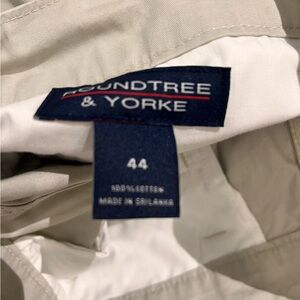 ROUNDTREE
& YORKE
44
100% COTTON
MADE IN SRI LANKA